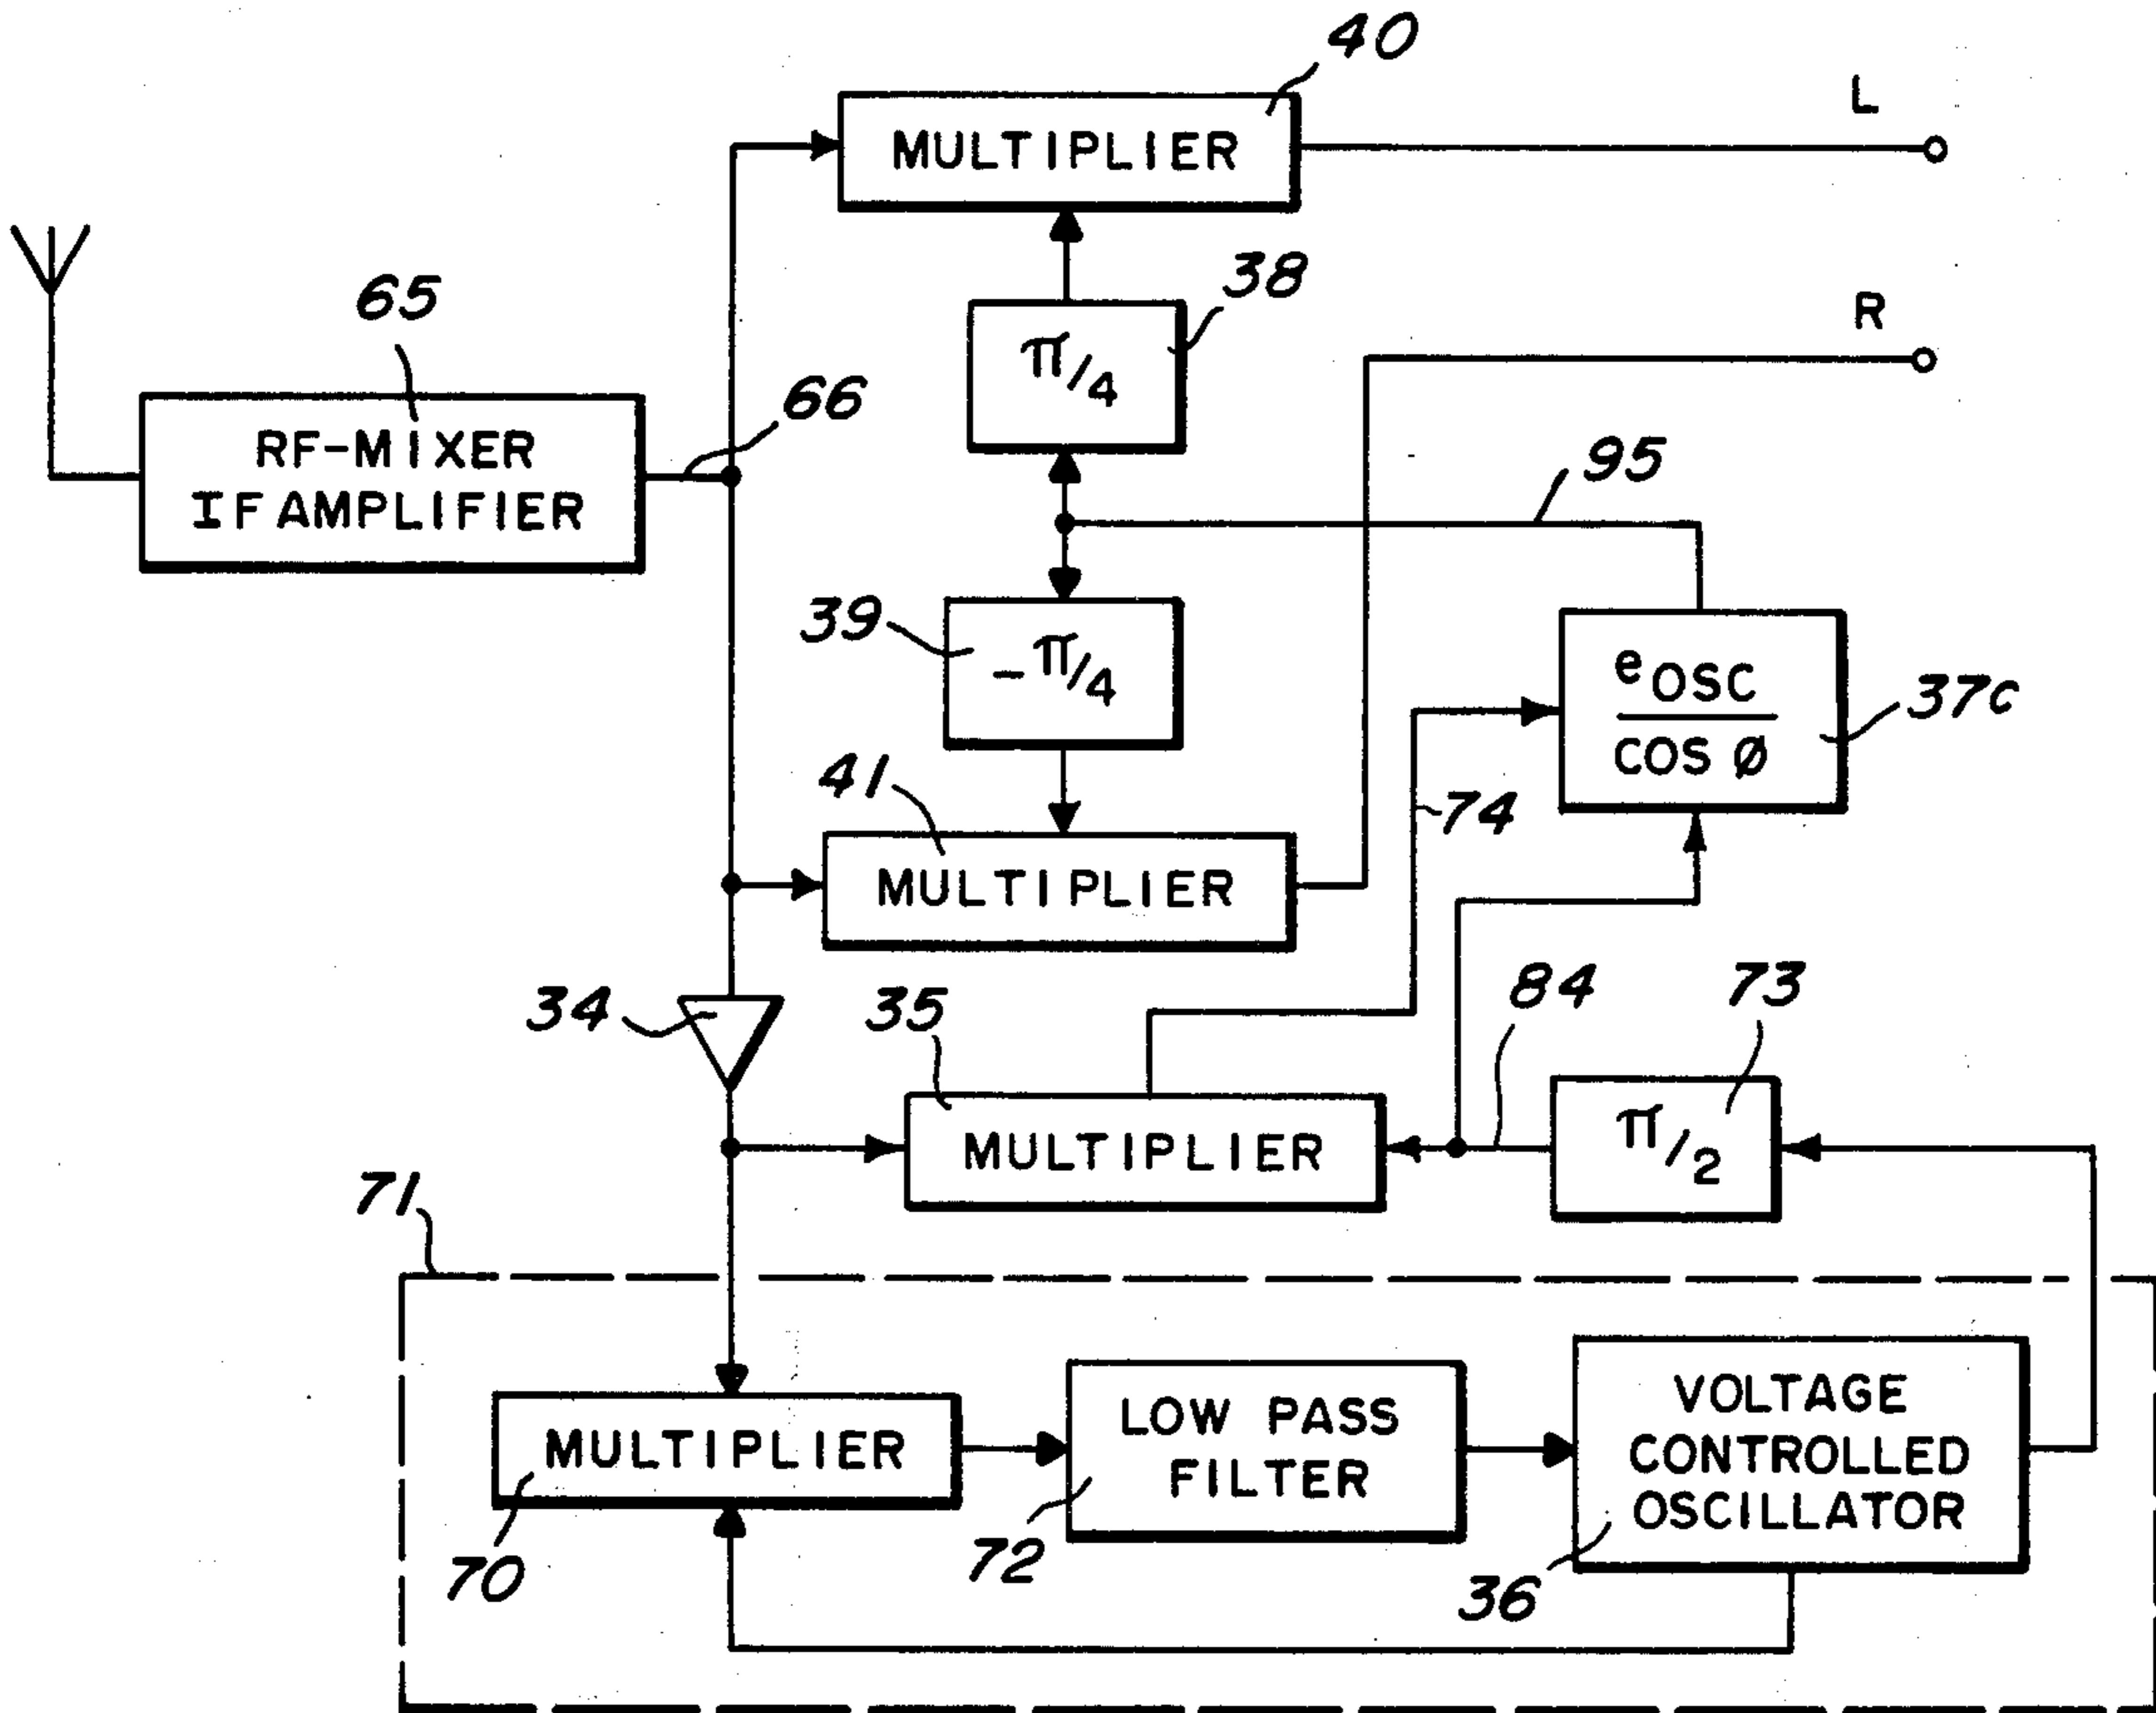 40
L
MULTIPLIER
38
65
π/4
R
66
RF-MIXER
IF AMPLIFIER
95
39
-π/4
eOSC
COS ø
37c
41
74
MULTIPLIER
34
35
84
73
MULTIPLIER
π/2
71
MULTIPLIER
LOW PASS
FILTER
VOLTAGE
CONTROLLED
OSCILLATOR
70
72
36